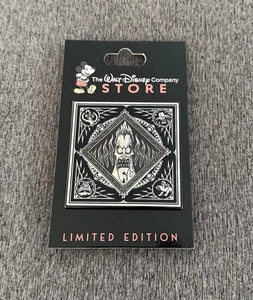 The WALT DISNEY Company
STORE
LIMITED EDITION